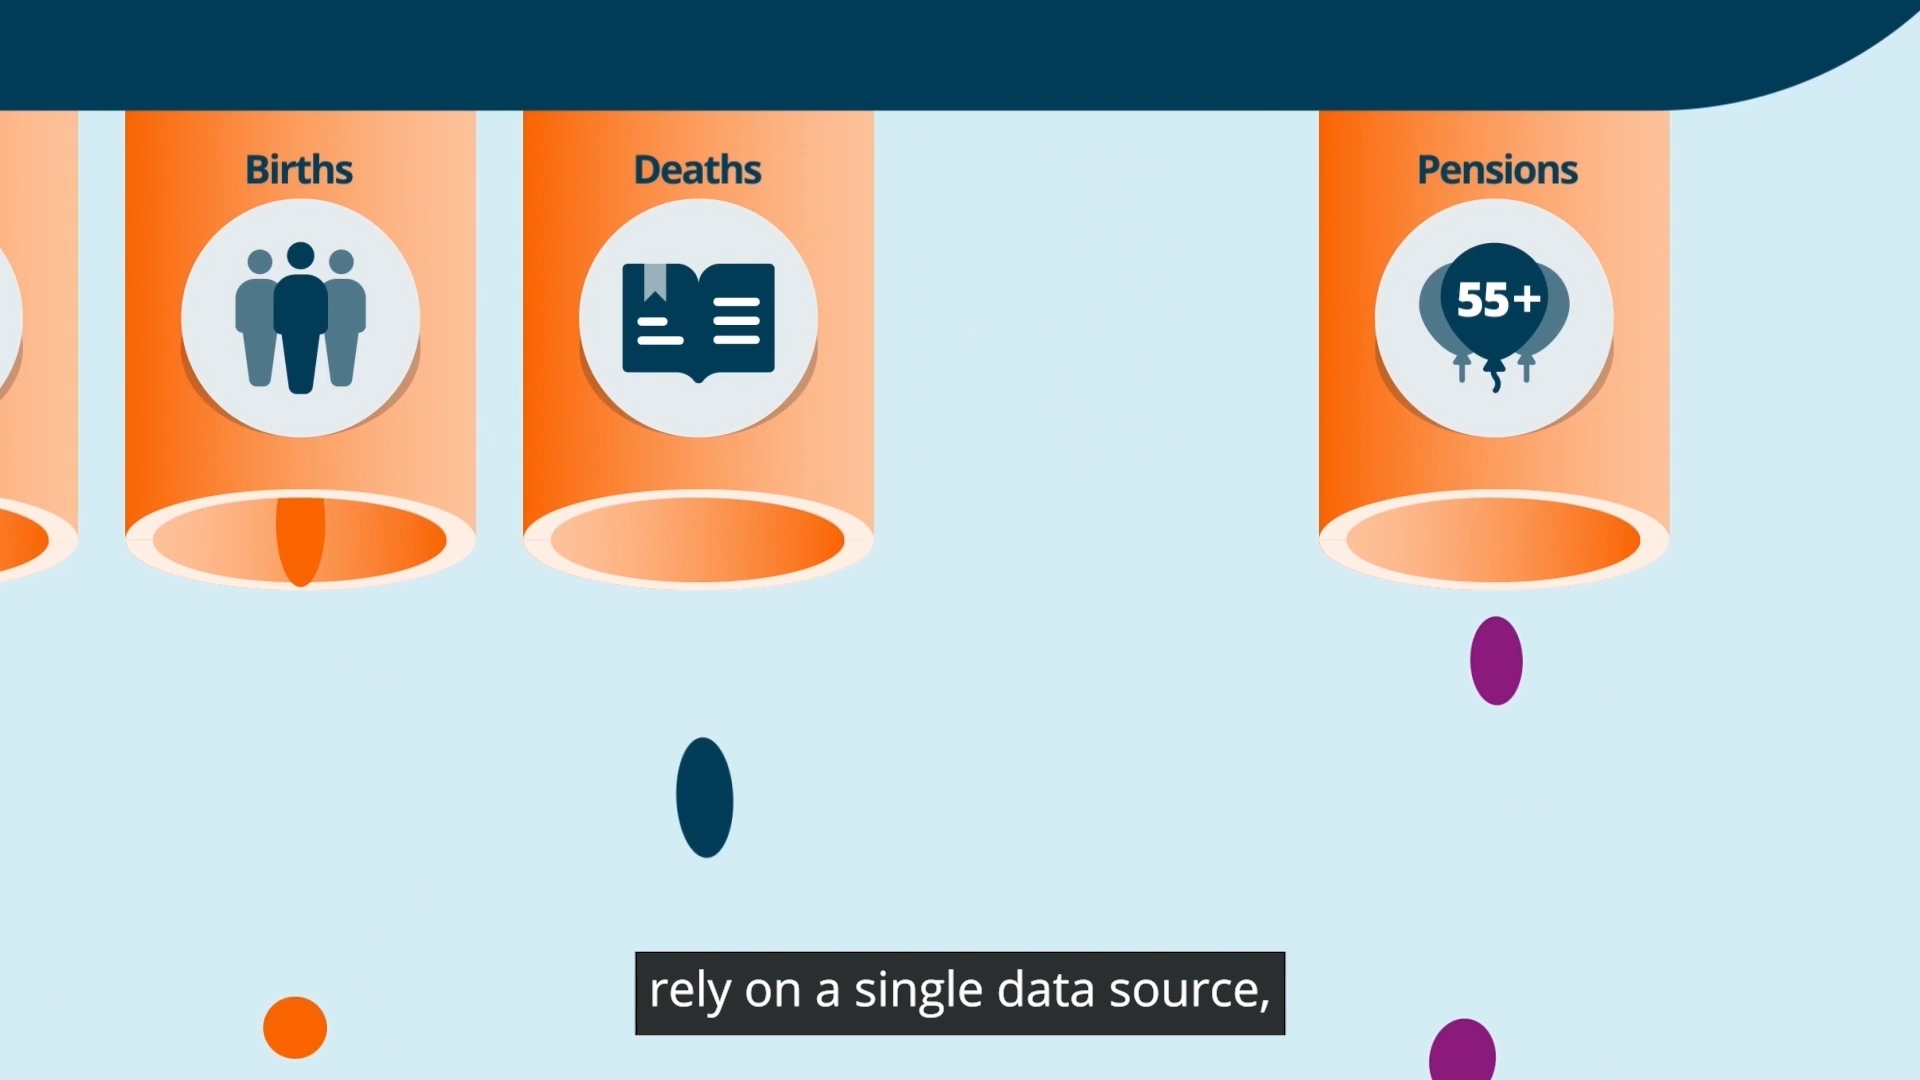 Births
Deaths
Pensions
55+
rely on a single data source,